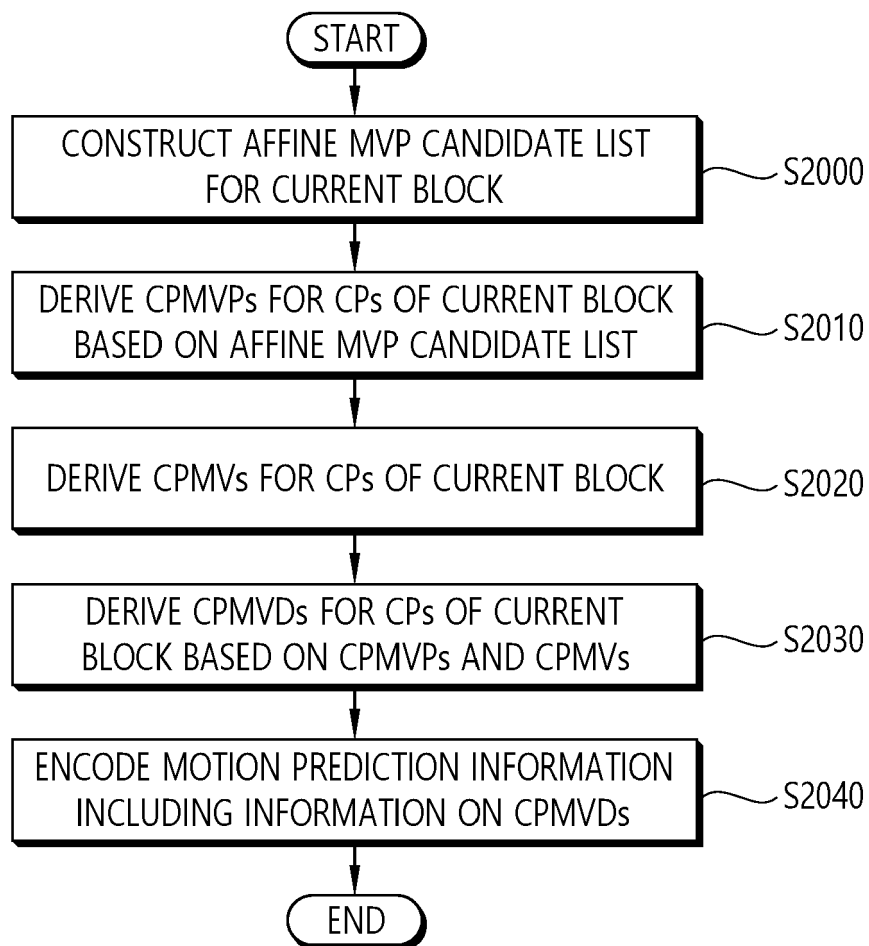 START
CONSTRUCT AFFINE MVP CANDIDATE LIST
FOR CURRENT BLOCK
S2000
DERIVE CPMVPs FOR CPs OF CURRENT BLOCK
BASED ON AFFINE MVP CANDIDATE LIST
S2010
DERIVE CPMVs FOR CPs OF CURRENT BLOCK
S2020
DERIVE CPMVDs FOR CPs OF CURRENT
BLOCK BASED ON CPMVPs AND CPMVs
S2030
ENCODE MOTION PREDICTION INFORMATION
INCLUDING INFORMATION ON CPMVDs
S2040
END